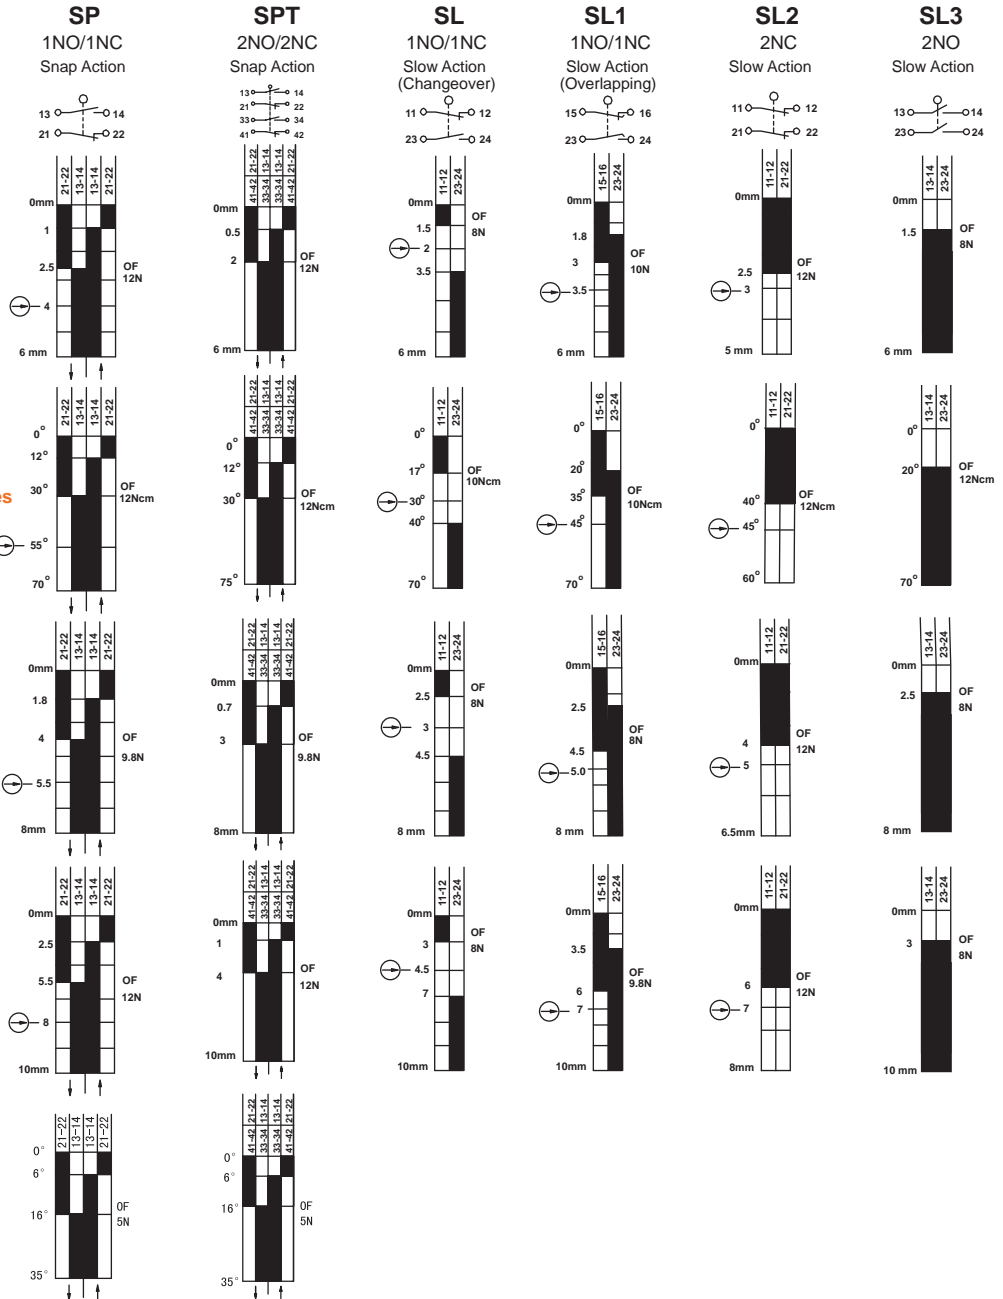 SP
1NO/1NC
Snap Action
13 14
21 22
21-22 13-14 13-14 21-22
0mm
1
2.5
OF
12N
4
6 mm
21-22 13-14 13-14 21-22
0°
12°
30°
OF
12Ncm
es
55°
70°
21-22 13-14 13-14 21-22
0mm
1.8
4
OF
9.8N
5.5
8mm
21-22 13-14 13-14 21-22
0mm
2.5
5.5
OF
12N
8
10mm
21-22 13-14 13-14 21-22
0°
6°
16°
OF
5N
35°
SPT
2NO/2NC
Snap Action
13 14
21 22
33 34
41 42
21-22 13-14 13-14 21-22
41-42 33-34 33-34 41-42
0mm
0.5
2
OF
12N
6 mm
21-22 13-14 13-14 21-22
41-42 33-34 33-34 41-42
0°
12°
30°
OF
12Ncm
75°
21-22 13-14 13-14 21-22
41-42 33-34 33-34 41-42
0mm
0.7
3
OF
9.8N
8mm
21-22 13-14 13-14 21-22
41-42 33-34 33-34 41-42
0mm
1
4
OF
12N
10mm
21-22 13-14 13-14 21-22
41-42 33-34 33-34 41-42
0°
6°
16°
OF
5N
35°
SL
1NO/1NC
Slow Action
(Changeover)
11 12
23 24
11-12 23-24
0mm
OF
1.5 8N
2
3.5
6 mm
11-12 23-24
0°
17° OF
10Ncm
30°
40°
70°
11-12 23-24
0mm
OF
2.5 8N
3
4.5
8 mm
11-12 23-24
0mm
OF
3 8N
4.5
7
10mm
SL1
1NO/1NC
Slow Action
(Overlapping)
15 16
23 24
15-16 23-24
0mm
1.8
OF
3 10N
3.5
6 mm
15-16 23-24
0°
20°
35° OF
10Ncm
45°
70°
15-16 23-24
0mm
2.5
OF
8N
4.5
5.0
8 mm
15-16 25-24
0mm
3.5
OF
9.8N
6
7
10mm
SL2
2NC
Slow Action
11 12
21 22
11-12 21-22
0mm
OF
2.5 12N
3
5 mm
11-12 21-22
0°
40° OF
12Ncm
45°
60°
11-12 21-22
0mm
OF
4 12N
5
6.5mm
11-12 21-22
0mm
OF
6 12N
7
8mm
SL3
2NO
Slow Action
13 14
23 24
13-14 23-24
0mm
1.5 OF
8N
6 mm
13-14 23-24
0°
20° OF
12Ncm
70°
13-14 23-24
0mm
2.5 OF
8N
8 mm
13-14 23-24
0mm
3 OF
8N
10 mm